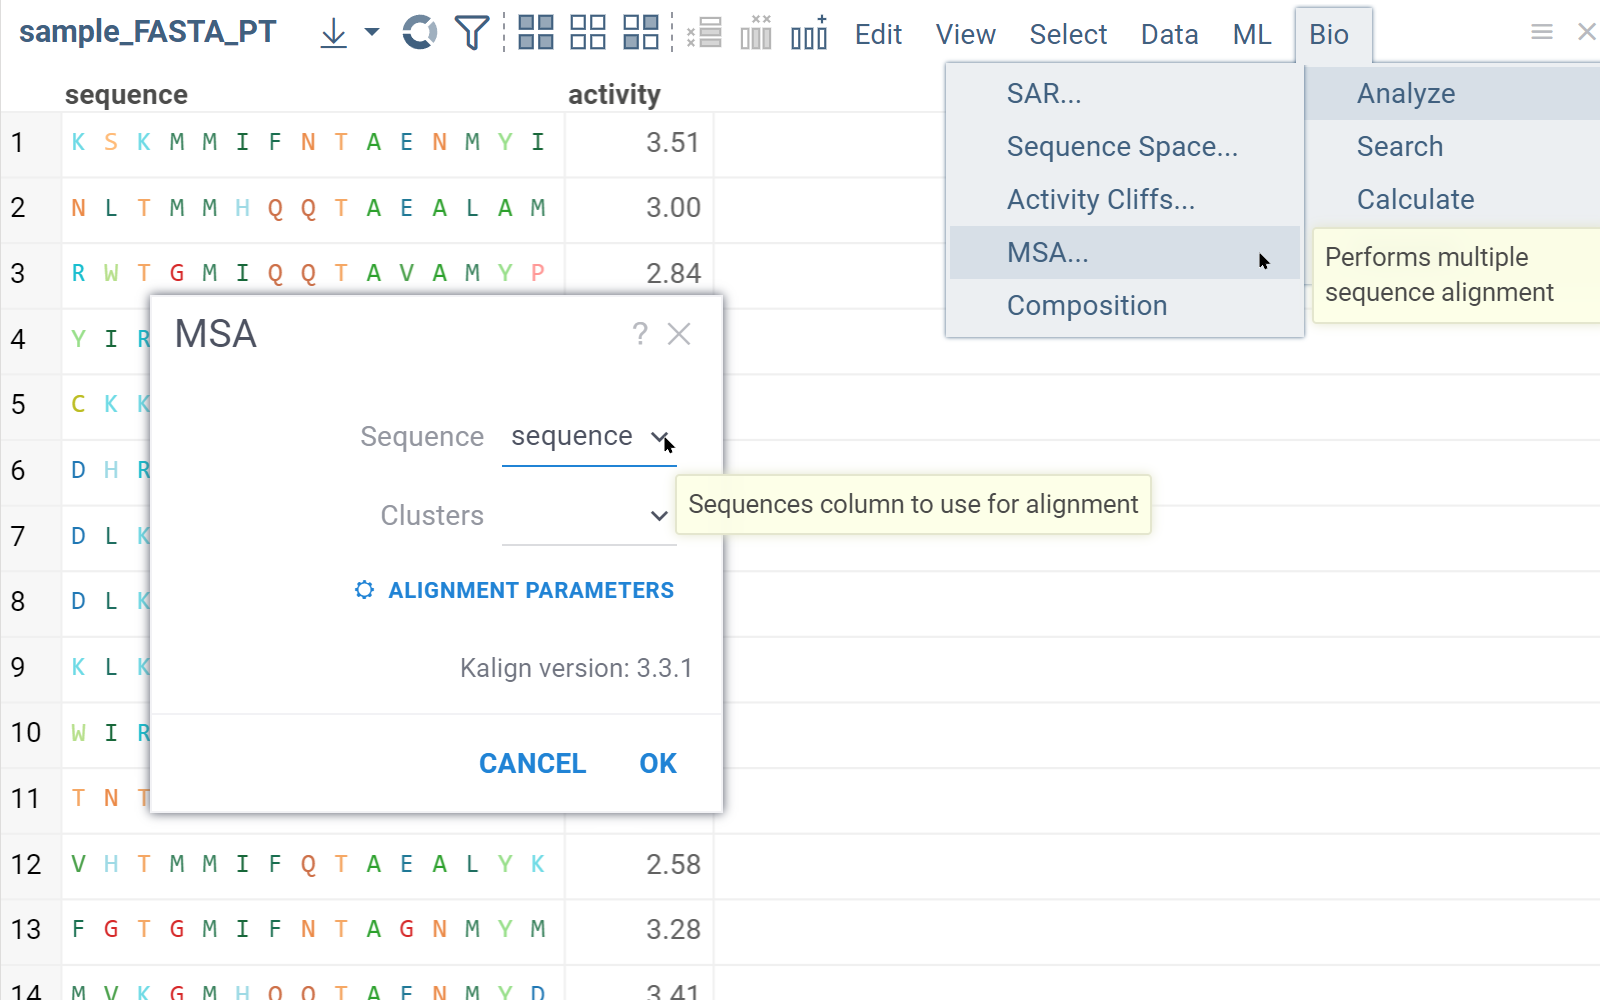 sample_FASTA_PT Edit View Select Data ML Bio
sequence activity
1 K S K M M I F N T A E N M Y I 3.51
2 N L T M M H Q Q T A E A L A M 3.00
3 R W T G M I Q Q T A V A M Y P 2.84
4 Y I R
5 C K K
6 D H R
7 D L K
8 D L K
9 K L K
10 W I R
11 T N T
12 V H T M M I F Q T A E A L Y K 2.58
13 F G T G M I F N T A G N M Y M 3.28
14 M V K G M H Q Q T A E N M Y D 3.41
SAR...
Sequence Space...
Activity Cliffs...
MSA...
Composition
Analyze
Search
Calculate
Performs multiple
sequence alignment
MSA ?
Sequence sequence
Sequences column to use for alignment
Clusters
ALIGNMENT PARAMETERS
Kalign version: 3.3.1
CANCEL OK